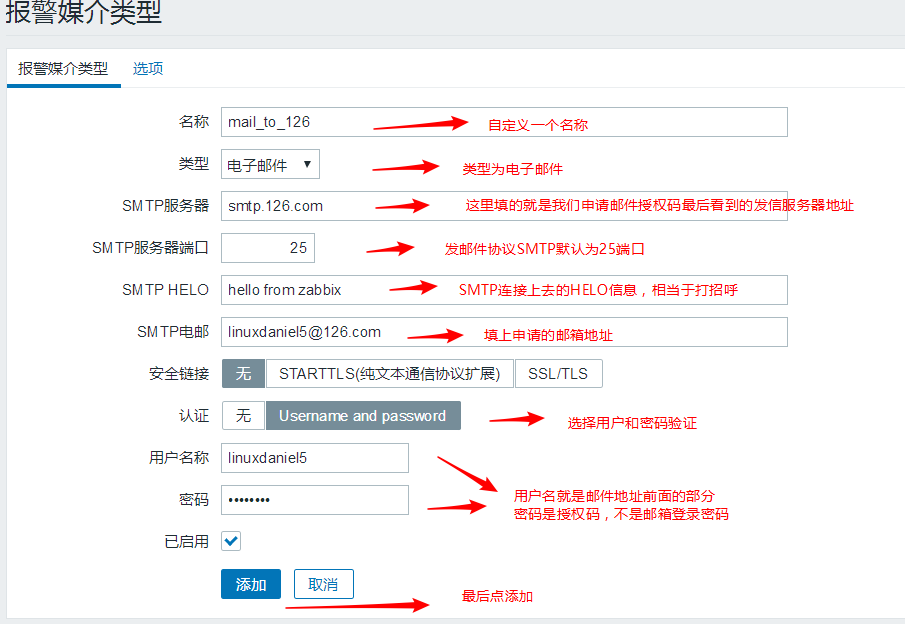 报警媒介类型
报警媒介类型 选项
名称 mail_to_126 自定义一个名称
类型 电子邮件 类型为电子邮件
SMTP服务器 smtp.126.com 这里填的就是我们申请邮件授权码最后看到的发信服务器地址
SMTP服务器端口 25 发邮件协议SMTP默认为25端口
SMTP HELO hello from zabbix SMTP连接上去的HELO信息，相当于打招呼
SMTP电邮 linuxdaniel5@126.com 填上申请的邮箱地址
安全链接 无 STARTTLS(纯文本通信协议扩展) SSL/TLS
认证 无 Username and password 选择用户和密码验证
用户名称 linuxdaniel5
用户名就是邮件地址前面的部分
密码 ••••••••
密码是授权码，不是邮箱登录密码
已启用
添加 取消
最后点添加